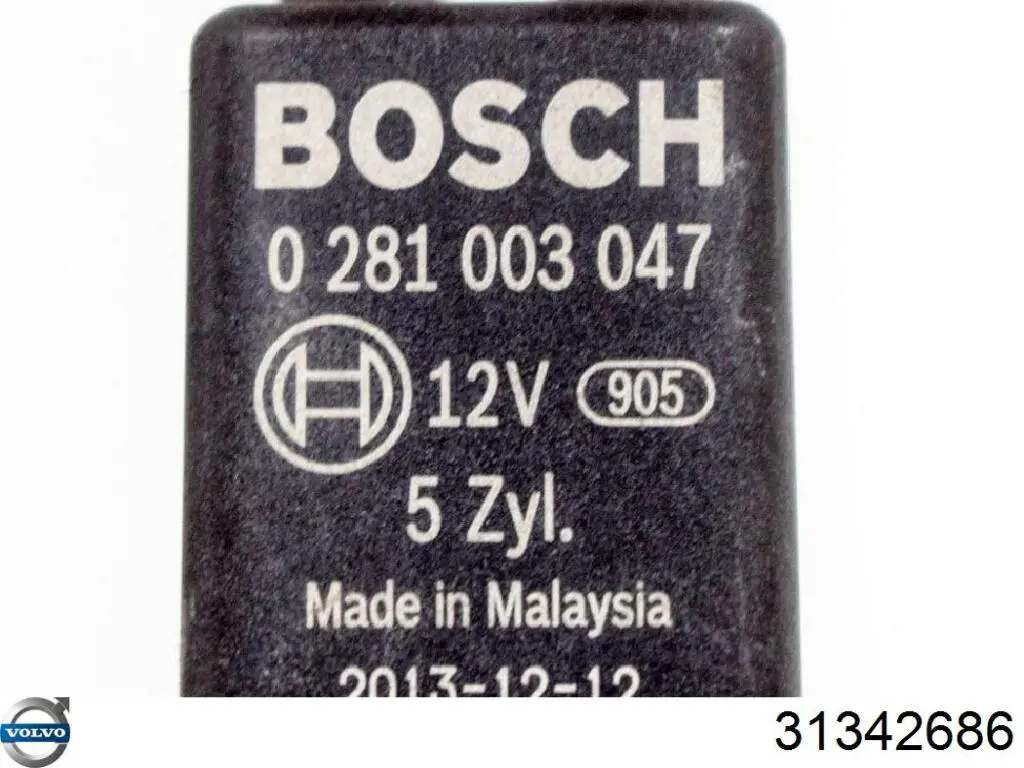 BOSCH
0 281 003 047
12V 905
5 Zyl.
Made in Malaysia
2013-12-12
VOLVO 31342686